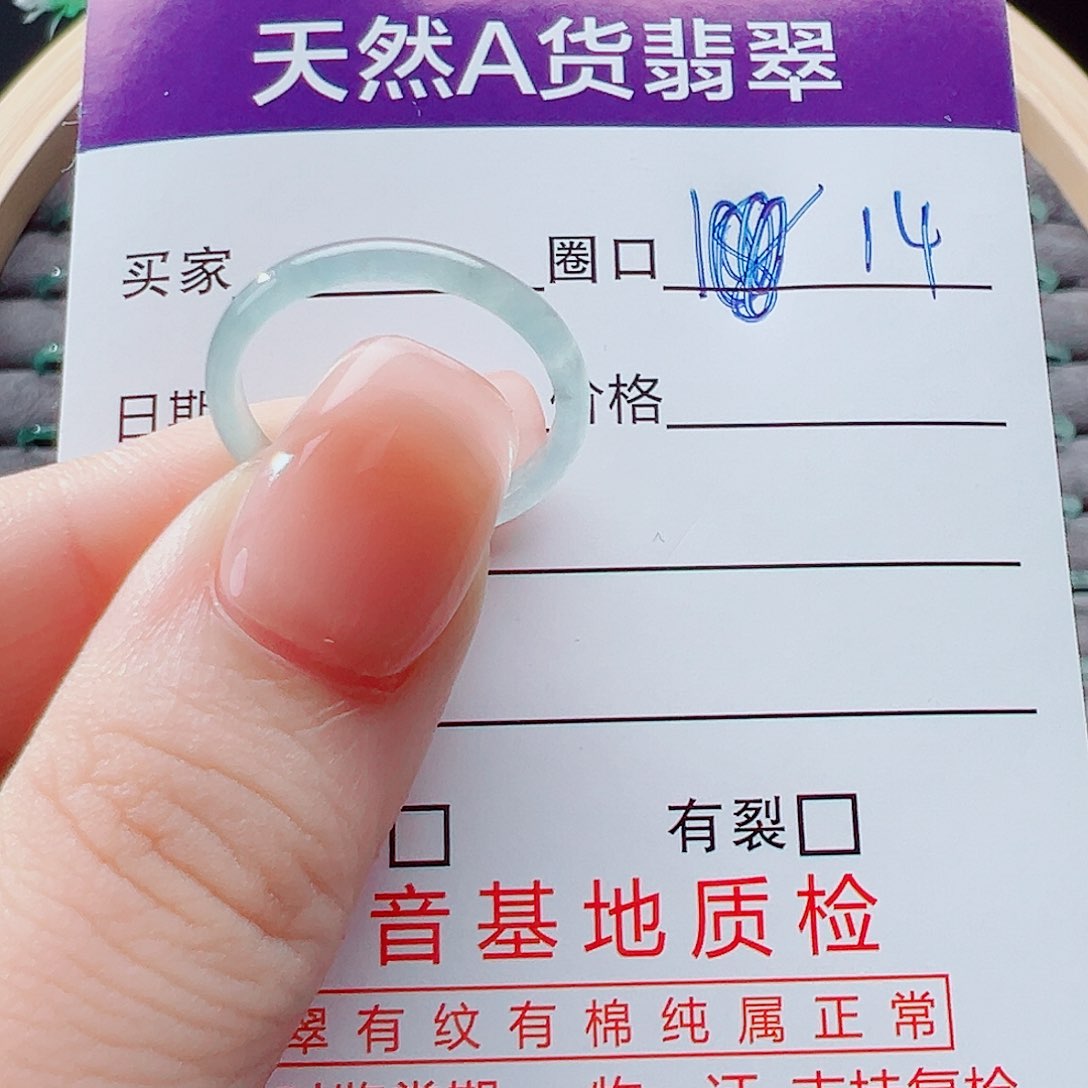 天然A货翡翠
买家 圈口 14
日期 价格
有裂
音基地质检
翠有纹有棉纯属正常